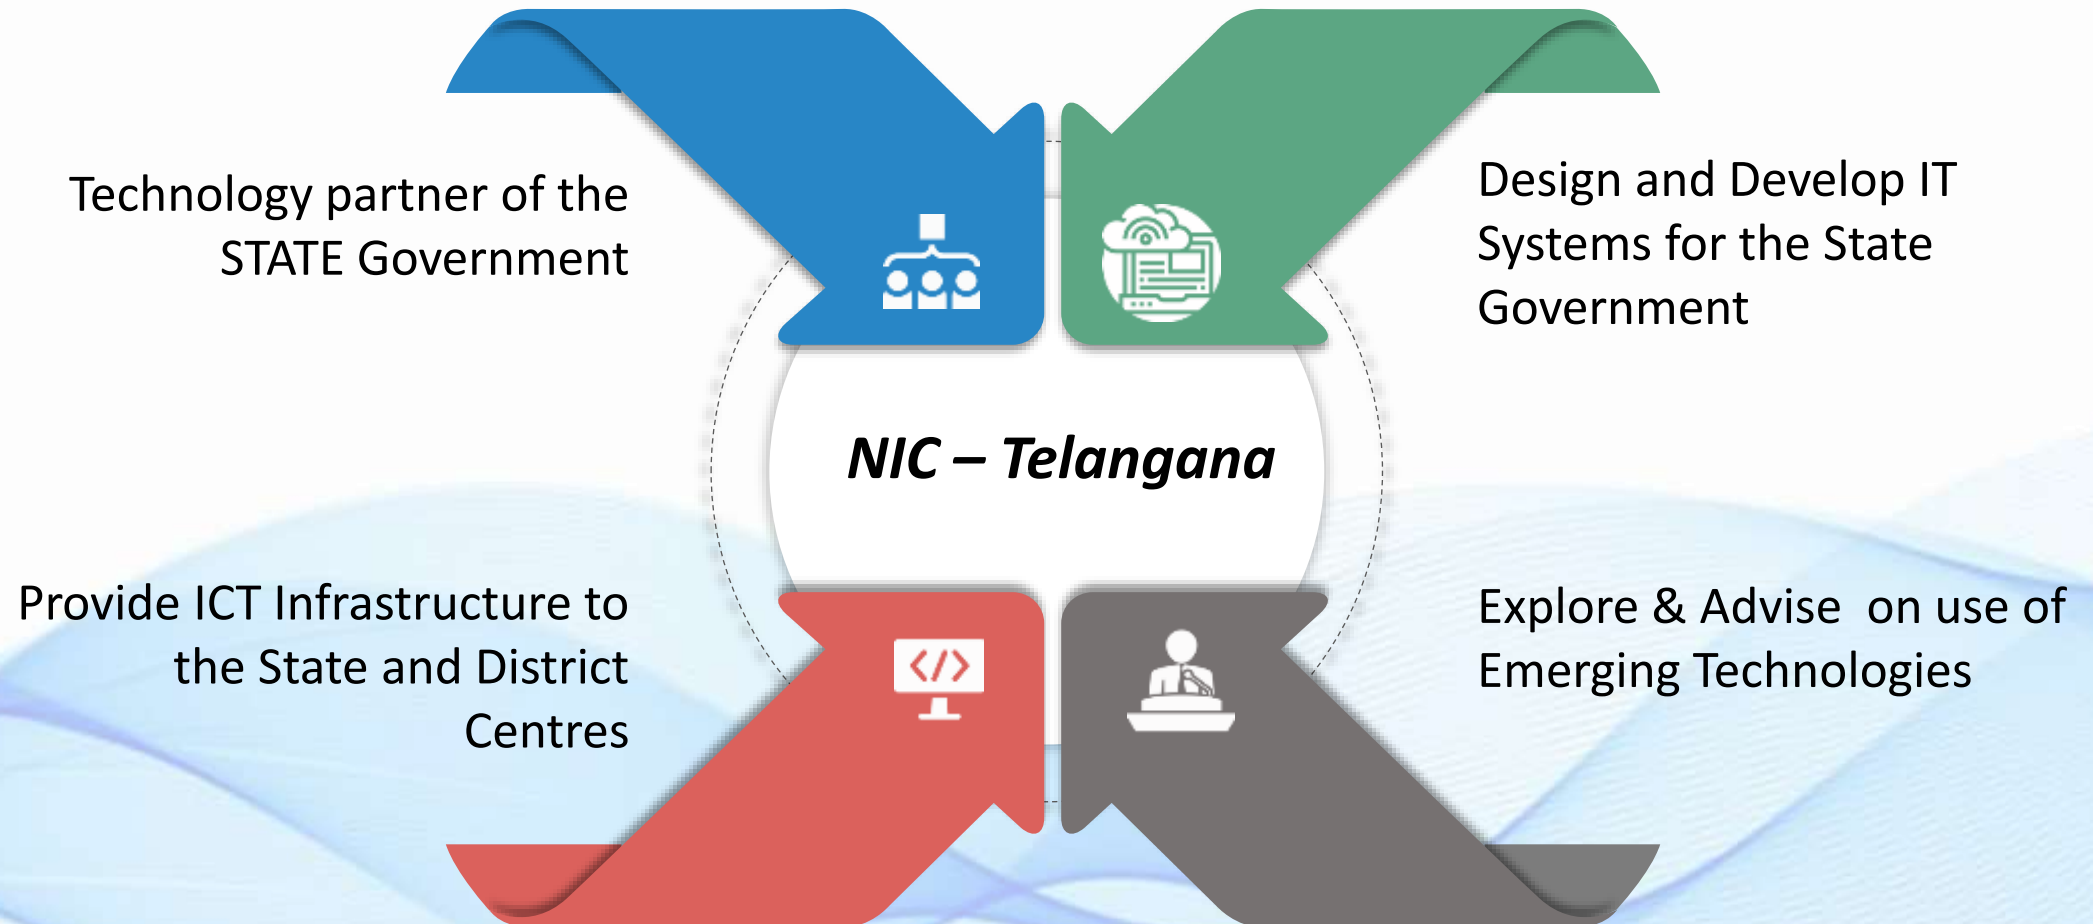 Technology partner of the
STATE Government
Design and Develop IT
Systems for the State
Government
NIC – Telangana
Provide ICT Infrastructure to
the State and District
Centres
Explore & Advise  on use of
Emerging Technologies